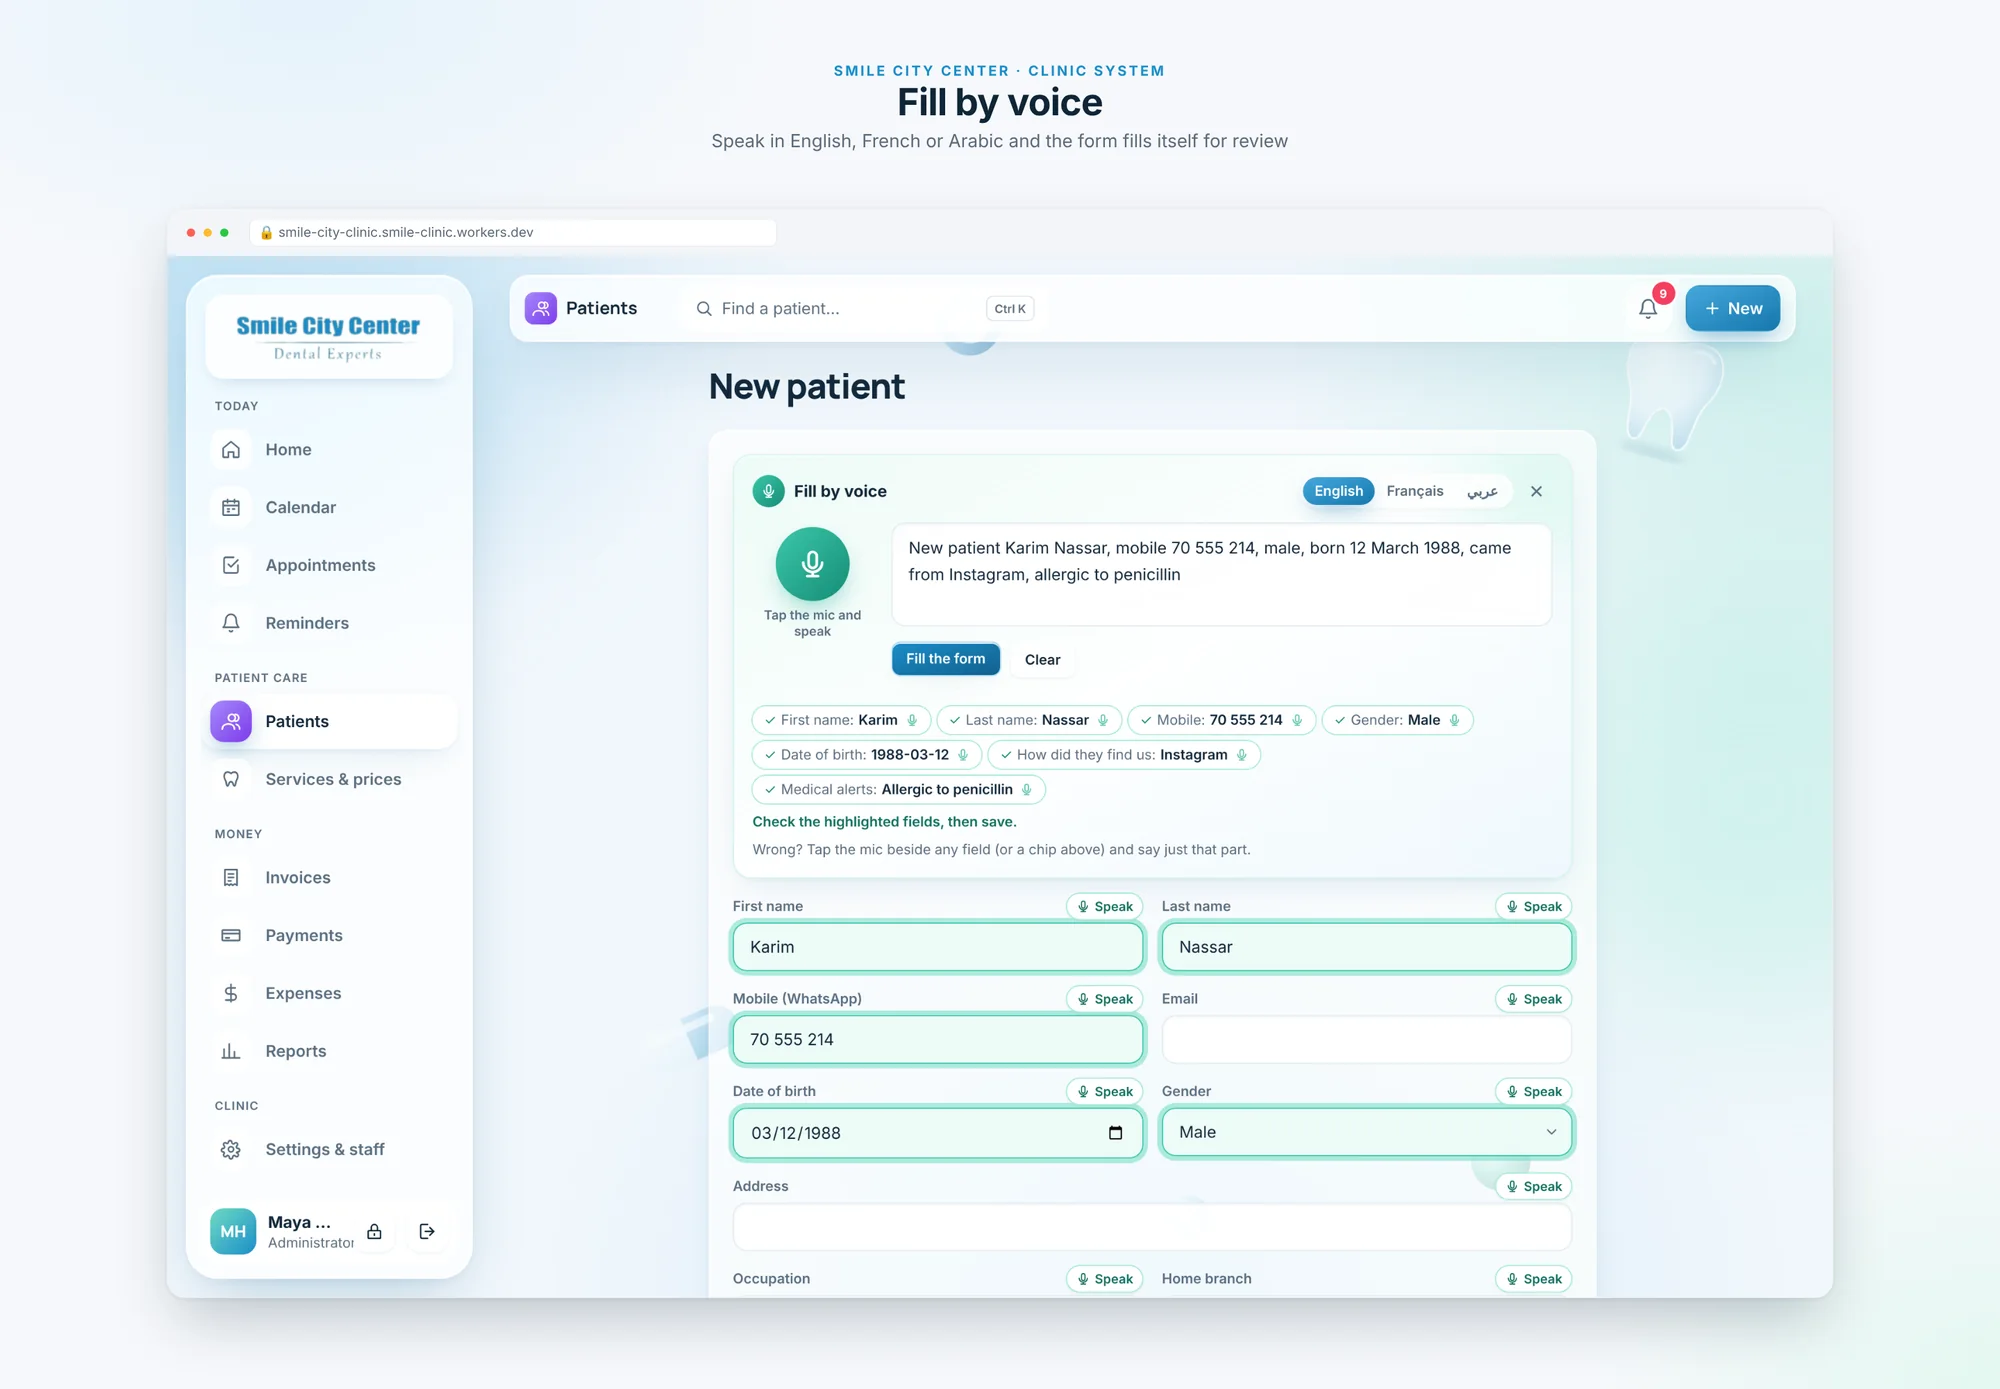 SMILE CITY CENTER · CLINIC SYSTEM
Fill by voice
Speak in English, French or Arabic and the form fills itself for review
smile-city-clinic.smile-clinic.workers.dev
Smile City Center
Dental Experts
TODAY
Home
Calendar
Appointments
Reminders
PATIENT CARE
Patients
Services & prices
MONEY
Invoices
Payments
Expenses
Reports
CLINIC
Settings & staff
MH
Maya ...
Administrator
Patients
Find a patient...
Ctrl K
9
+ New
New patient
Fill by voice
English Français عربي
Tap the mic and
speak
New patient Karim Nassar, mobile 70 555 214, male, born 12 March 1988, came
from Instagram, allergic to penicillin
Fill the form Clear
First name: Karim Last name: Nassar Mobile: 70 555 214 Gender: Male
Date of birth: 1988-03-12 How did they find us: Instagram
Medical alerts: Allergic to penicillin
Check the highlighted fields, then save.
Wrong? Tap the mic beside any field (or a chip above) and say just that part.
First name Speak Last name Speak
Karim Nassar
Mobile (WhatsApp) Speak Email Speak
70 555 214
Date of birth Speak Gender Speak
03/12/1988 Male
Address Speak
Occupation Speak Home branch Speak